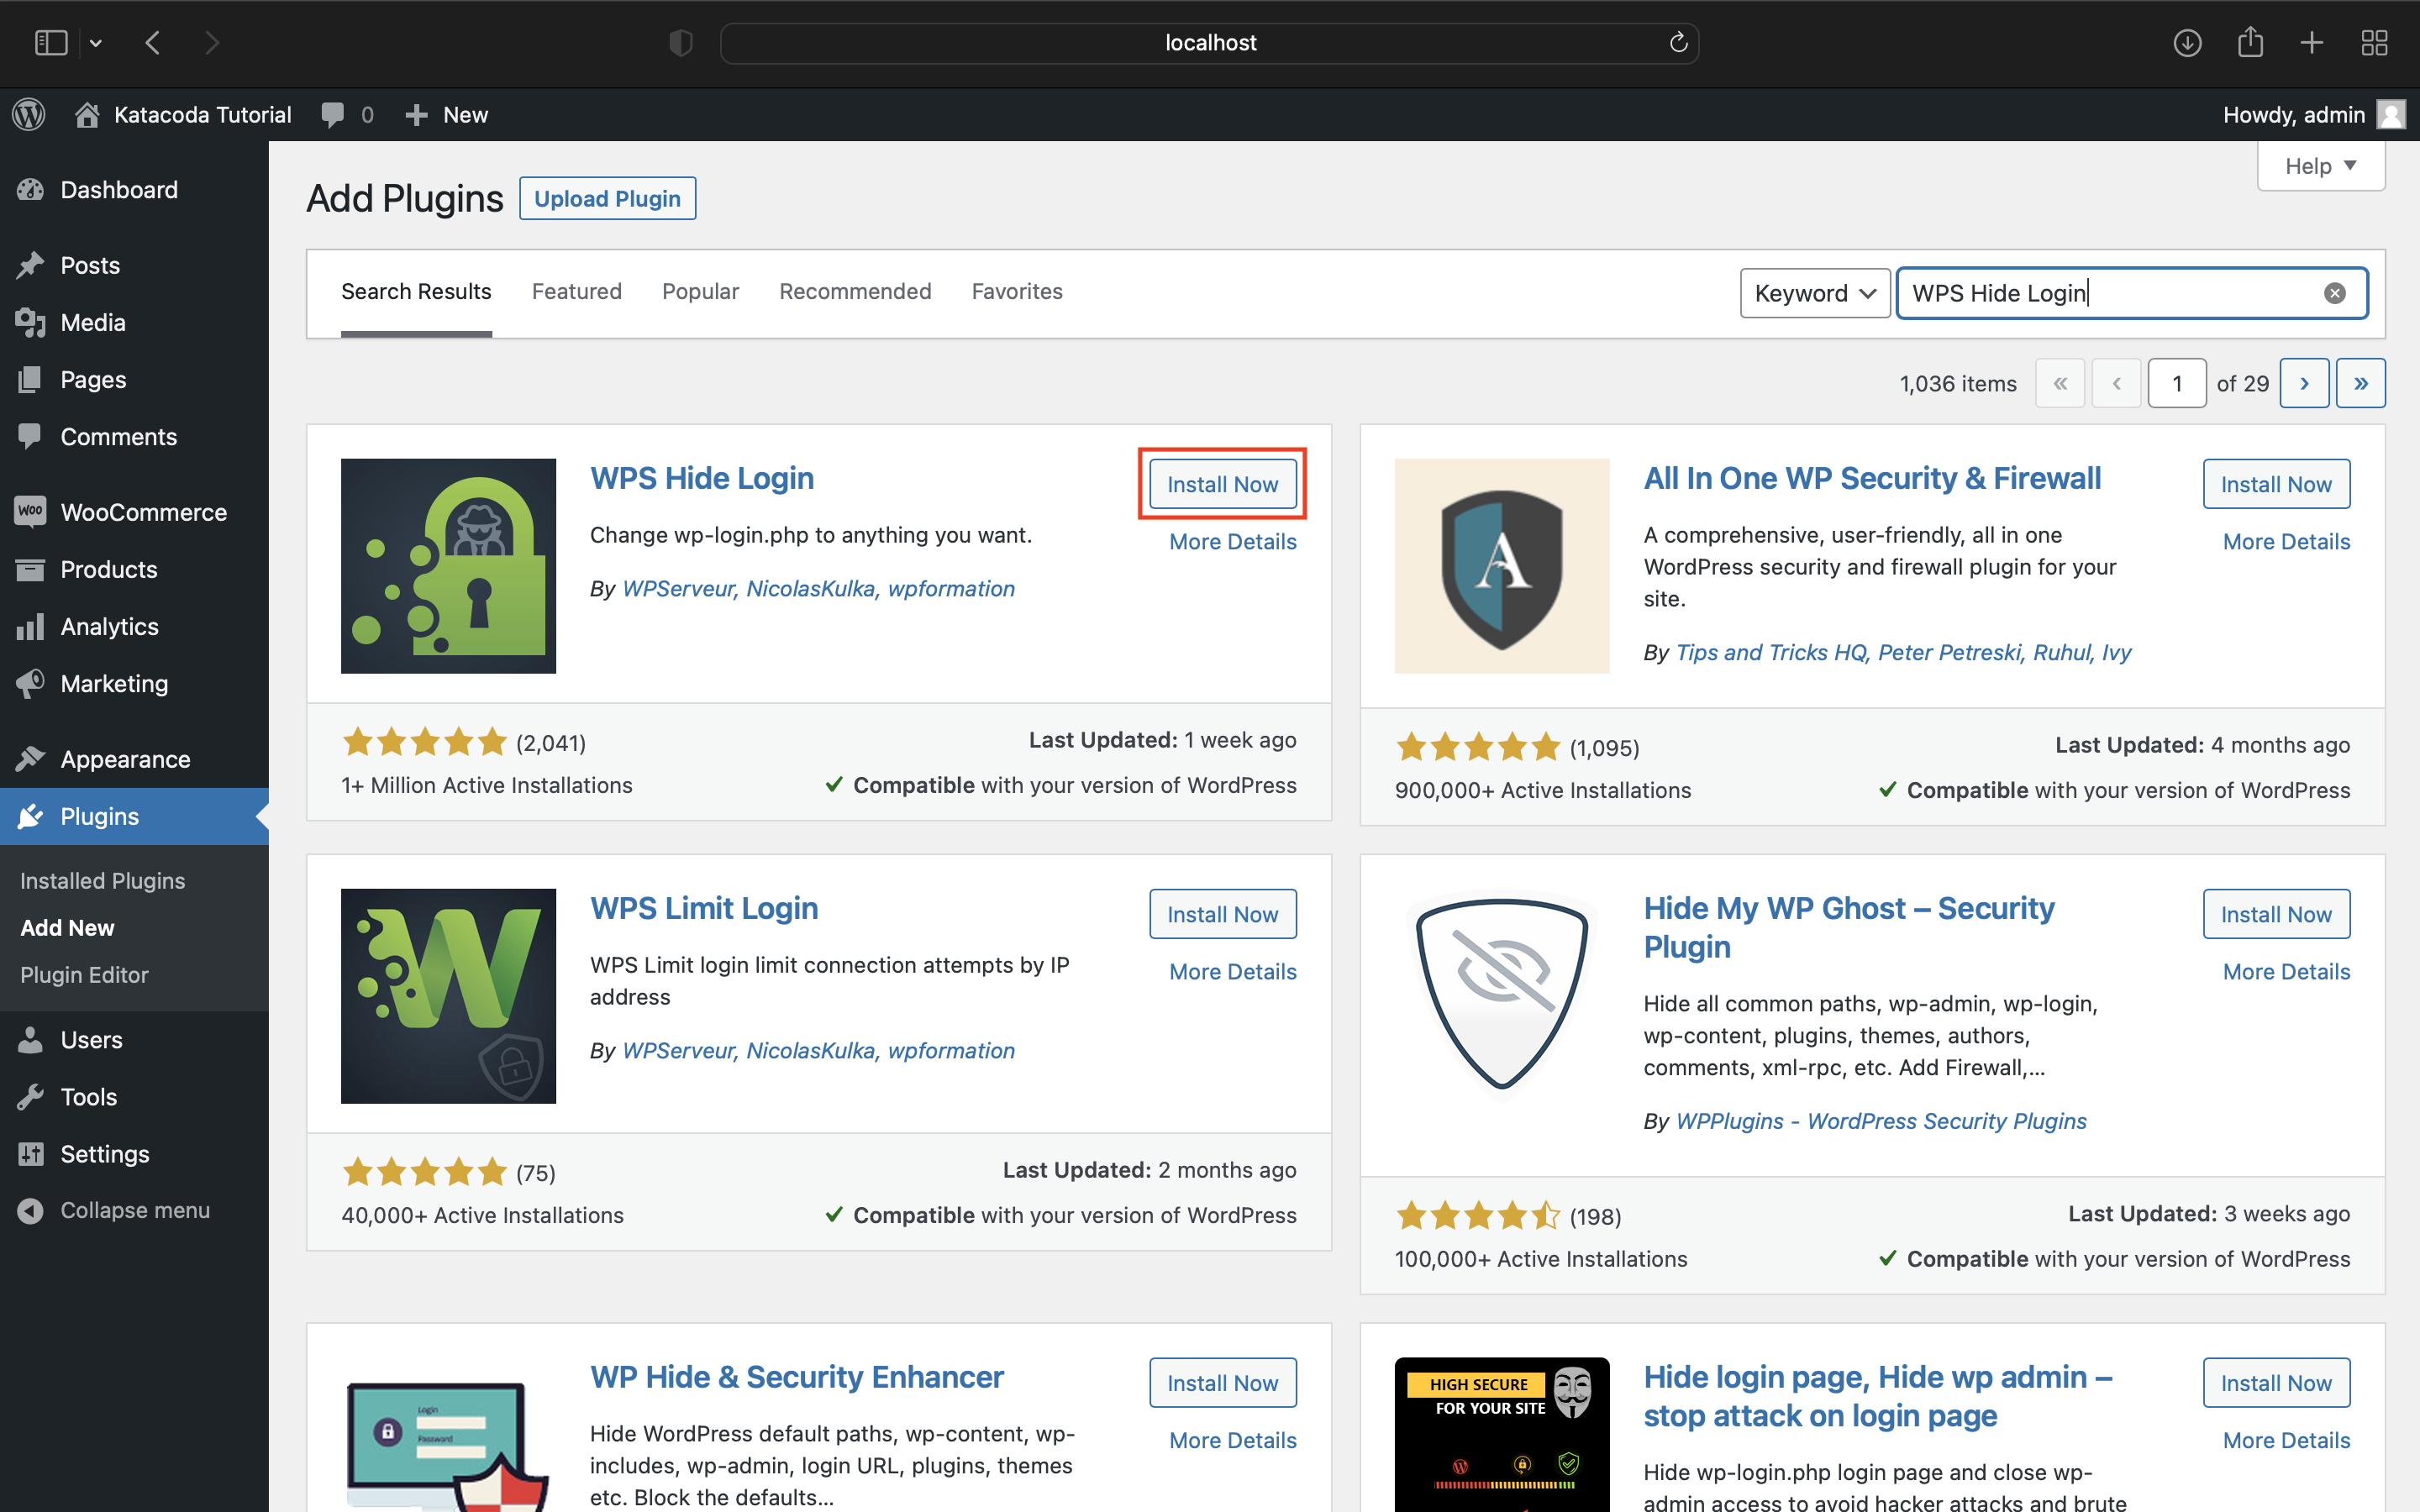 localhost
Katacoda Tutorial
0
New
Howdy, admin
Dashboard
Posts
Media
Pages
Comments
WooCommerce
Products
Analytics
Marketing
Appearance
Plugins
Installed Plugins
Add New
Plugin Editor
Users
Tools
Settings
Collapse menu
Help
Add Plugins
Upload Plugin
Search Results
Featured
Popular
Recommended
Favorites
Keyword
WPS Hide Login
1,036 items
«
‹
1
of 29
›
»
WPS Hide Login
Install Now
Change wp-login.php to anything you want.
More Details
By WPServeur, NicolasKulka, wpformation
(2,041)
Last Updated: 1 week ago
1+ Million Active Installations
Compatible with your version of WordPress
A
All In One WP Security & Firewall
Install Now
A comprehensive, user-friendly, all in one
More Details
WordPress security and firewall plugin for your
site.
By Tips and Tricks HQ, Peter Petreski, Ruhul, Ivy
(1,095)
Last Updated: 4 months ago
900,000+ Active Installations
Compatible with your version of WordPress
W
WPS Limit Login
Install Now
WPS Limit login limit connection attempts by IP
More Details
address
By WPServeur, NicolasKulka, wpformation
(75)
Last Updated: 2 months ago
40,000+ Active Installations
Compatible with your version of WordPress
Hide My WP Ghost – Security
Plugin
Install Now
More Details
Hide all common paths, wp-admin, wp-login,
wp-content, plugins, themes, authors,
comments, xml-rpc, etc. Add Firewall,...
By WPPlugins - WordPress Security Plugins
(198)
Last Updated: 3 weeks ago
100,000+ Active Installations
Compatible with your version of WordPress
Login
Password
WP Hide & Security Enhancer
Install Now
Hide WordPress default paths, wp-content, wp-
More Details
includes, wp-admin, login URL, plugins, themes
etc. Block the defaults...
HIGH SECURE
FOR YOUR SITE
Hide login page, Hide wp admin –
stop attack on login page
Install Now
More Details
Hide wp-login.php login page and close wp-
admin access to avoid hacker attacks and brute